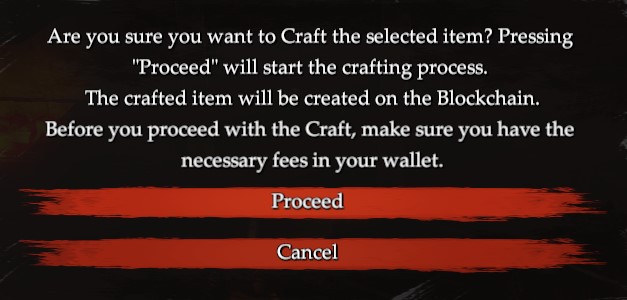 Are you sure you want to Craft the selected item? Pressing
"Proceed" will start the crafting process.
The crafted item will be created on the Blockchain.
Before you proceed with the Craft, make sure you have the
necessary fees in your wallet.
Proceed
Cancel